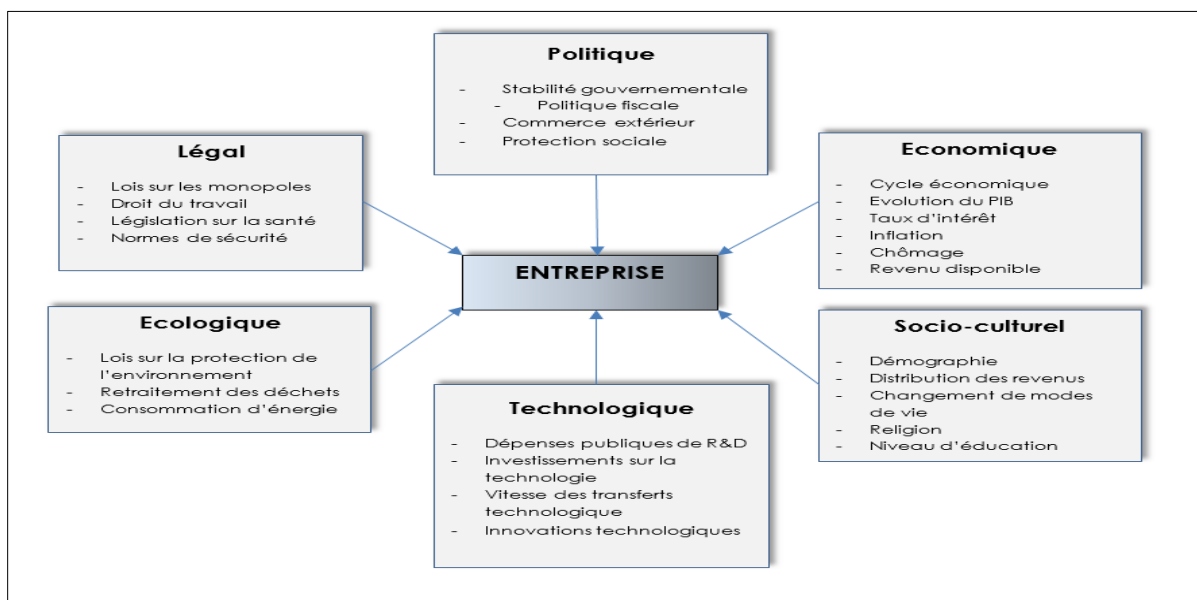 Politique
- Stabilité gouvernementale
- Politique fiscale
- Commerce extérieur
- Protection sociale
Légal
- Lois sur les monopoles
- Droit du travail
- Législation sur la santé
- Normes de sécurité
Economique
- Cycle économique
- Evolution du PIB
- Taux d'intérêt
- Inflation
- Chômage
- Revenu disponible
ENTREPRISE
Ecologique
- Lois sur la protection de
l'environnement
- Retraitement des déchets
- Consommation d'énergie
Technologique
- Dépenses publiques de R&D
- Investissements sur la
technologie
- Vitesse des transferts
technologique
- Innovations technologiques
Socio-culturel
- Démographie
- Distribution des revenus
- Changement de modes
de vie
- Religion
- Niveau d'éducation